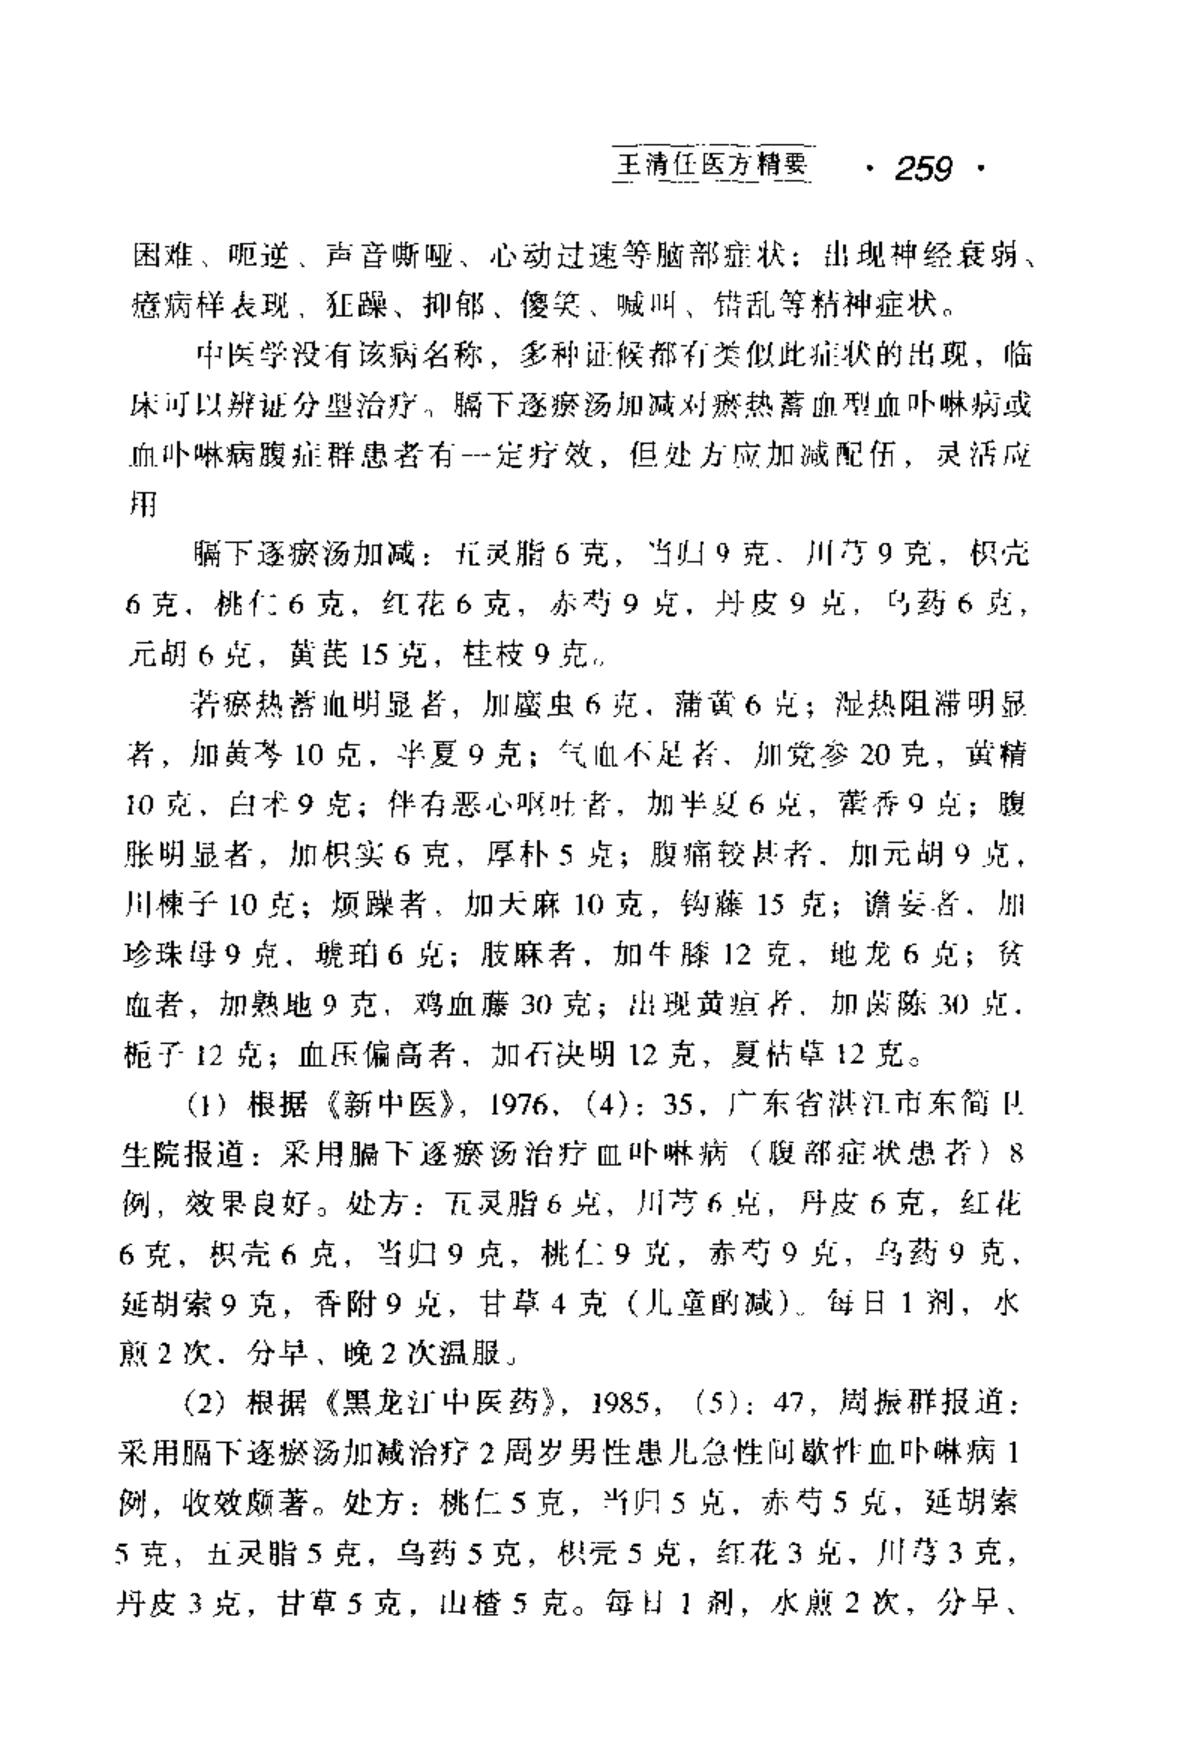 王清任医方精要 · 259 ·
困难、呃逆、声音嘶哑、心动过速等脑部症状；出现神经衰弱、
癔病样表现、狂躁、抑郁、傻笑、喊叫、错乱等精神症状。
中医学没有该病名称，多种证候都有类似此症状的出现，临
床可以辨证分型治疗。膈下逐瘀汤加减对瘀热蓄血型血卟啉病或
血卟啉病腹症群患者有一定疗效，但处方应加减配伍，灵活应
用
膈下逐瘀汤加减：五灵脂 6 克，当归 9 克、川芎 9 克，枳壳
6 克，桃仁 6 克，红花 6 克，赤芍 9 克，丹皮 9 克，乌药 6 克，
元胡 6 克，黄芪 15 克，桂枝 9 克。
若瘀热蓄血明显者，加䗪虫 6 克，蒲黄 6 克；湿热阻滞明显
者，加黄芩 10 克，半夏 9 克；气血不足者，加党参 20 克，黄精
10 克，白术 9 克；伴有恶心呕吐者，加半夏 6 克，藿香 9 克；腹
胀明显者，加枳实 6 克，厚朴 5 克；腹痛较甚者，加元胡 9 克，
川楝子 10 克；烦躁者，加天麻 10 克，钩藤 15 克；谵妄者，加
珍珠母 9 克，琥珀 6 克；肢麻者，加牛膝 12 克，地龙 6 克；贫
血者，加熟地 9 克，鸡血藤 30 克；出现黄疸者，加茵陈 30 克，
栀子 12 克；血压偏高者，加石决明 12 克，夏枯草 12 克。
（1）根据《新中医》，1976，（4）：35，广东省湛江市东简卫
生院报道：采用膈下逐瘀汤治疗血卟啉病（腹部症状患者）8
例，效果良好。处方：五灵脂 6 克，川芎 6 克，丹皮 6 克，红花
6 克，枳壳 6 克，当归 9 克，桃仁 9 克，赤芍 9 克，乌药 9 克，
延胡索 9 克，香附 9 克，甘草 4 克（儿童酌减）。每日 1 剂，水
煎 2 次，分早、晚 2 次温服。
（2）根据《黑龙江中医药》，1985，（5）：47，周振群报道：
采用膈下逐瘀汤加减治疗 2 周岁男性患儿急性间歇性血卟啉病 1
例，收效颇著。处方：桃仁 5 克，当归 5 克，赤芍 5 克，延胡索
5 克，五灵脂 5 克，乌药 5 克，枳壳 5 克，红花 3 克，川芎 3 克，
丹皮 3 克，甘草 5 克，山楂 5 克。每日 1 剂，水煎 2 次，分早、